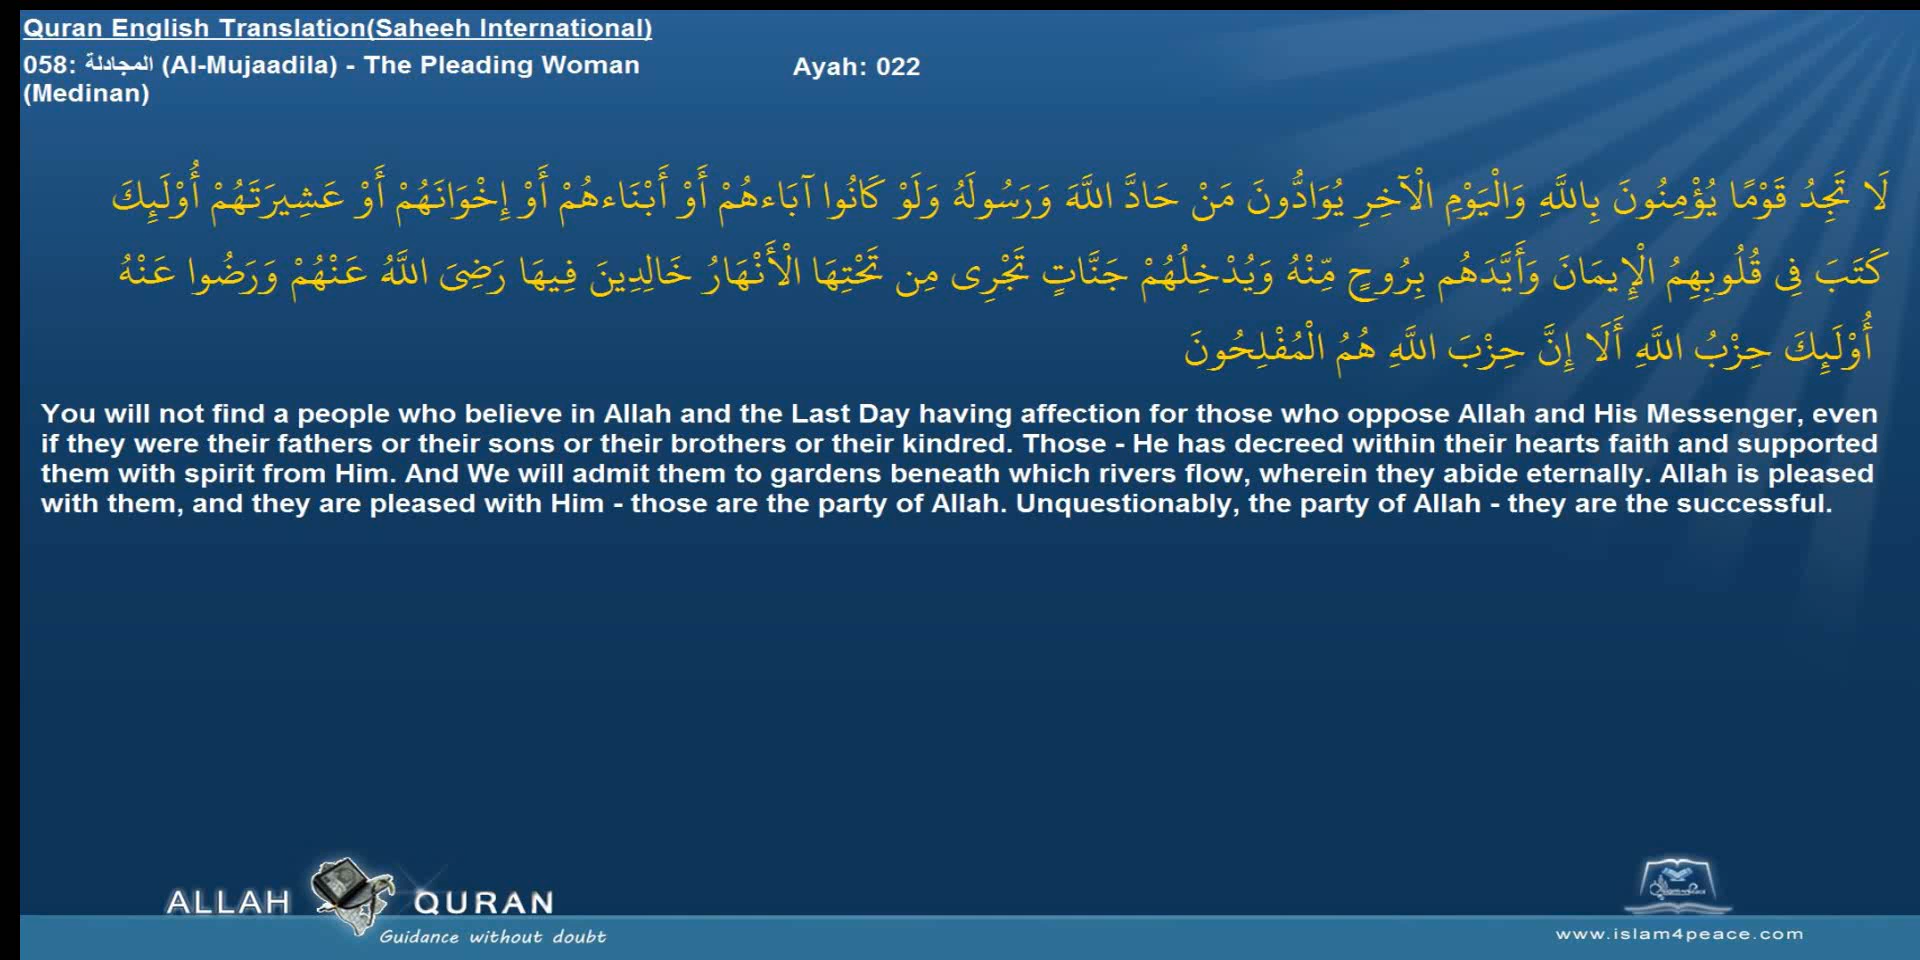 Quran English Translation(Saheeh International)
058: المجادلة (Al-Mujaadila) - The Pleading Woman
(Medinan)
Ayah: 022
لَا تَجِدُ قَوْمًا يُؤْمِنُونَ بِاللَّهِ وَالْيَوْمِ الْآخِرِ يُوَادُّونَ مَنْ حَادَّ اللَّهَ وَرَسُولَهُ وَلَوْ كَانُوا آبَاءهُمْ أَوْ أَبْنَاءهُمْ أَوْ إِخْوَانَهُمْ أَوْ عَشِيرَتَهُمْ أُوْلَئِكَ
كَتَبَ فِى قُلُوبِهِمُ الْإِيمَانَ وَأَيَّدَهُم بِرُوحٍ مِّنْهُ وَيُدْخِلُهُمْ جَنَّاتٍ تَجْرِى مِن تَحْتِهَا الْأَنْهَارُ خَالِدِينَ فِيهَا رَضِىَ اللَّهُ عَنْهُمْ وَرَضُوا عَنْهُ
أُوْلَئِكَ حِزْبُ اللَّهِ أَلَا إِنَّ حِزْبَ اللَّهِ هُمُ الْمُفْلِحُونَ
You will not find a people who believe in Allah and the Last Day having affection for those who oppose Allah and His Messenger, even
if they were their fathers or their sons or their brothers or their kindred. Those - He has decreed within their hearts faith and supported
them with spirit from Him. And We will admit them to gardens beneath which rivers flow, wherein they abide eternally. Allah is pleased
with them, and they are pleased with Him - those are the party of Allah. Unquestionably, the party of Allah - they are the successful.
ALLAH QURAN
Guidance without doubt
www.islam4peace.com